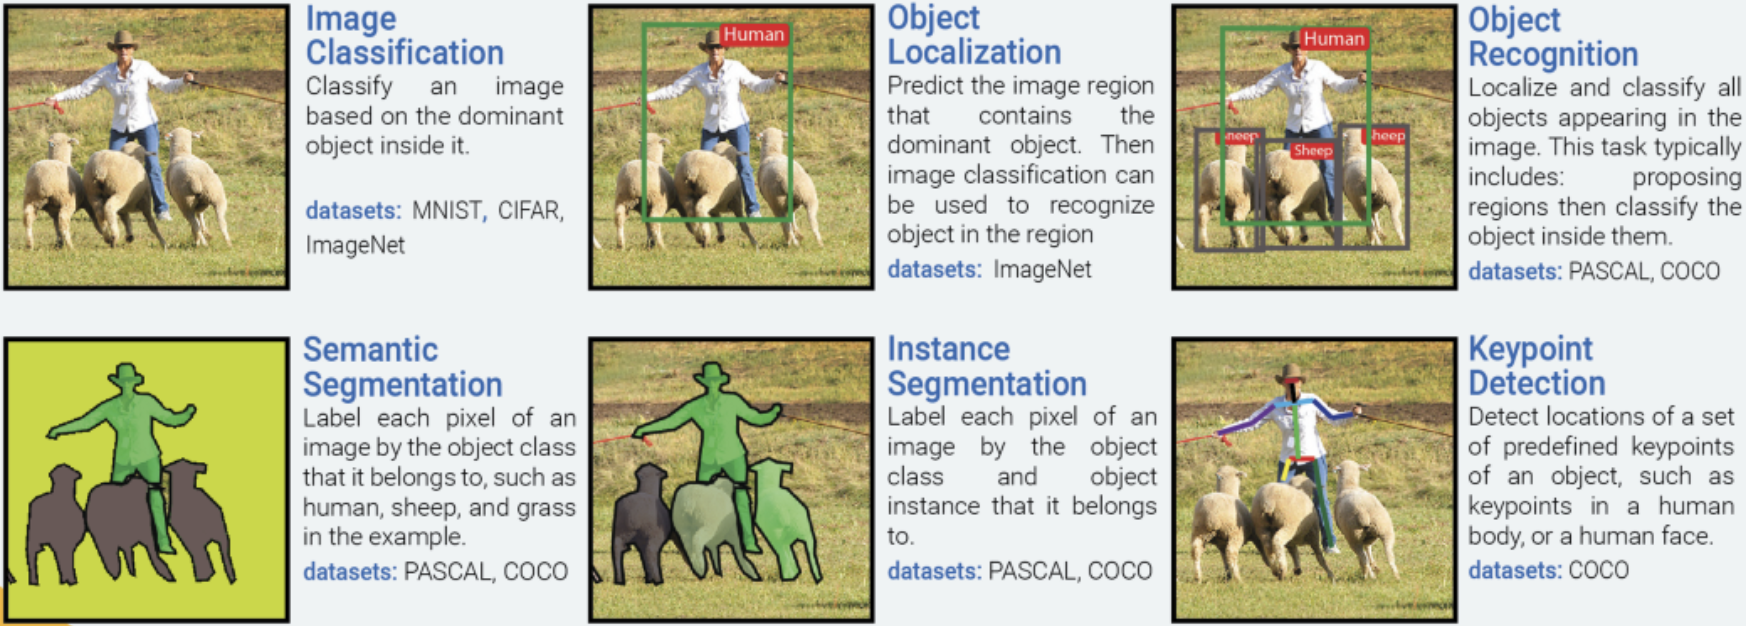 Image
Classification
Classify an image
based on the dominant
object inside it.
datasets: MNIST, CIFAR,
ImageNet
Human
Object
Localization
Predict the image region
that contains the
dominant object. Then
image classification can
be used to recognize
object in the region
datasets: ImageNet
Human
Sheep
Sheep
Sheep
Object
Recognition
Localize and classify all
objects appearing in the
image. This task typically
includes: proposing
regions then classify the
object inside them.
datasets: PASCAL, COCO
Semantic
Segmentation
Label each pixel of an
image by the object class
that it belongs to, such as
human, sheep, and grass
in the example.
datasets: PASCAL, COCO
Instance
Segmentation
Label each pixel of an
image by the object
class and object
instance that it belongs
to.
datasets: PASCAL, COCO
Keypoint
Detection
Detect locations of a set
of predefined keypoints
of an object, such as
keypoints in a human
body, or a human face.
datasets: COCO